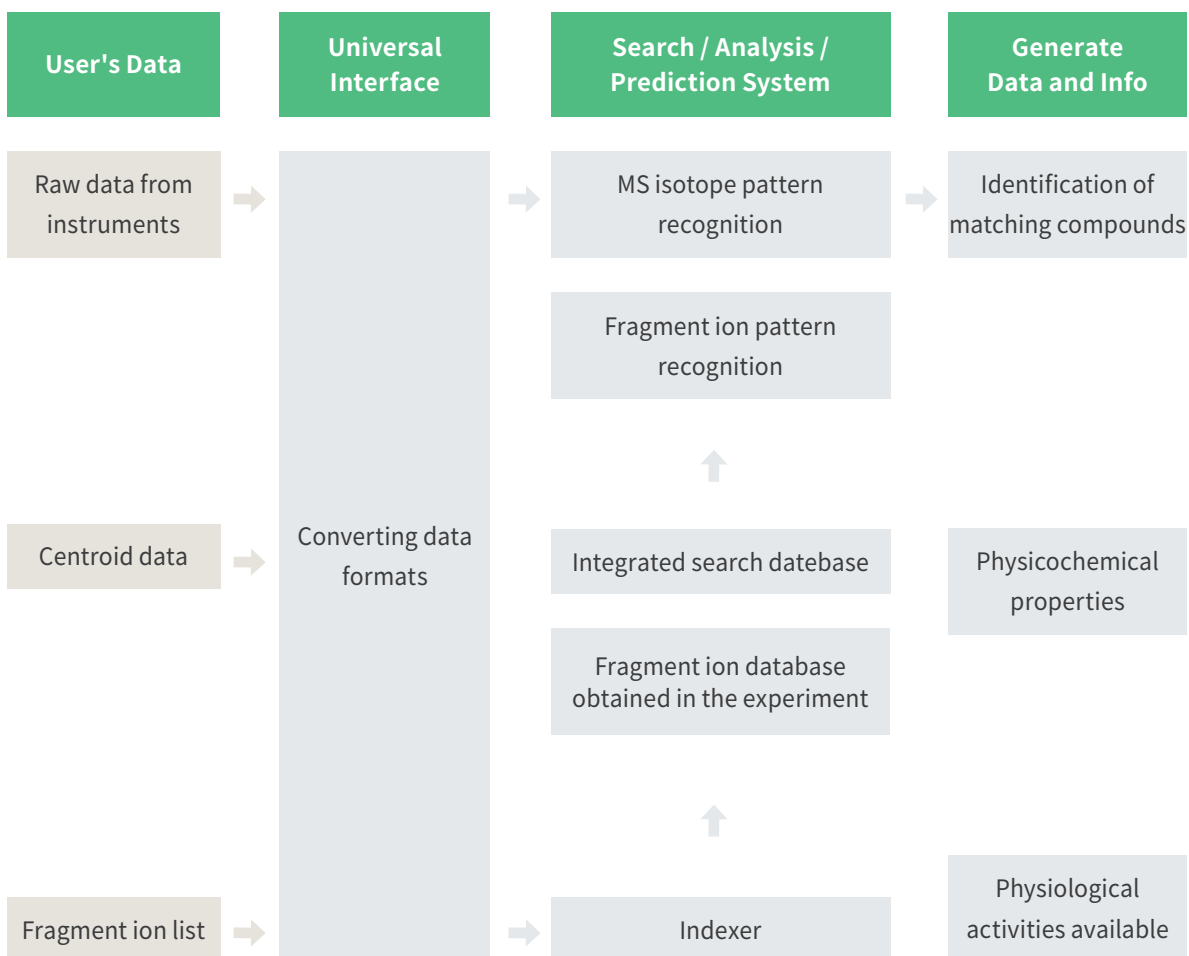 User's Data
Universal
Interface
Search / Analysis /
Prediction System
Generate
Data and Info
Raw data from
instruments
MS isotope pattern
recognition
Identification of
matching compounds
Fragment ion pattern
recognition
Centroid data
Converting data
formats
Integrated search datebase
Physicochemical
properties
Fragment ion database
obtained in the experiment
Fragment ion list
Indexer
Physiological
activities available